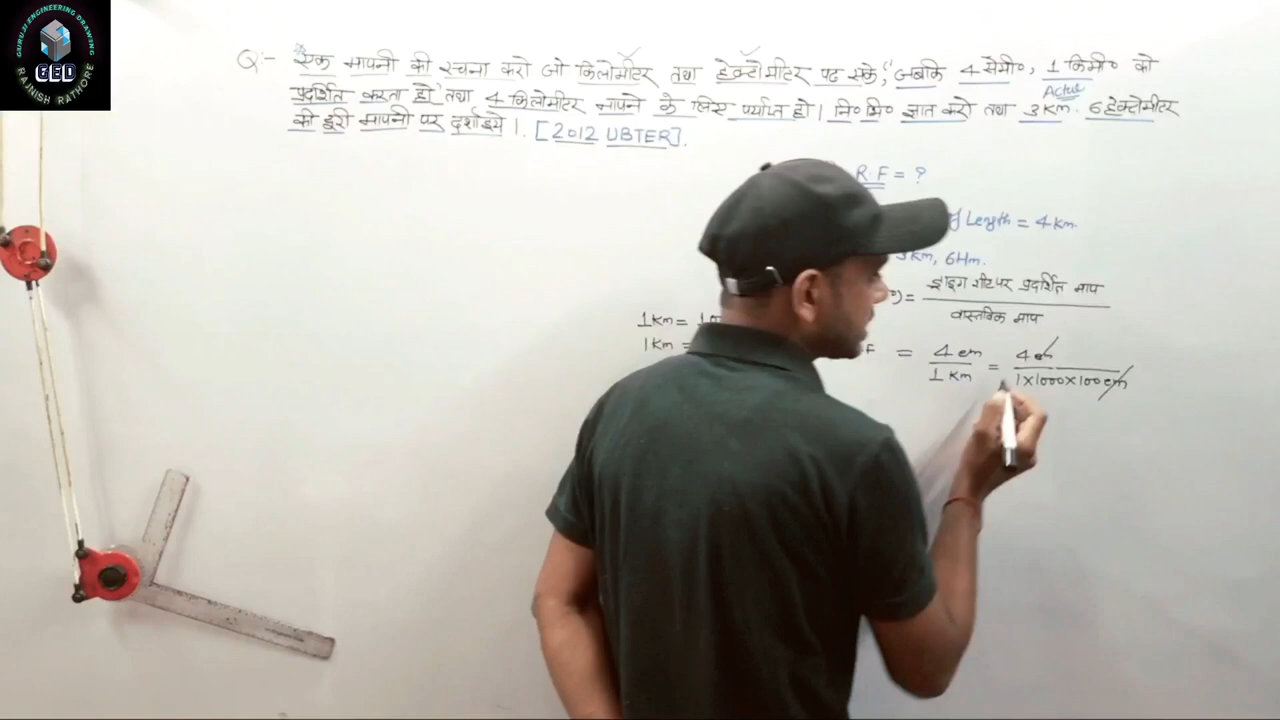 GURUJI ENGINEERING DRAWING
GED
RAJNISH RATHORE
Q:- एक मापनी की रचना करो जो किलोमीटर तथा हेक्टोमीटर पढ़ सके, जबकि 4 सेमी०, 1 किमी० को
Actual
प्रदर्शित करता हो तथा 4 किलोमीटर मापने के लिए पर्याप्त हो। नि० भि० ज्ञात करो तथा 3 Km. 6 हेक्टोमीटर
की दूरी मापनी पर दर्शाइये। [2012 UBTER].
R F = ?
Length = 4 Km.
3 Km, 6 Hm.
= ड्राइंग शीट पर प्रदर्शित माप
वास्तविक माप
1 Km =
1 Km =
F = 4 cm / 1 Km = 4 cm / 1 x 1000 x 100 cm